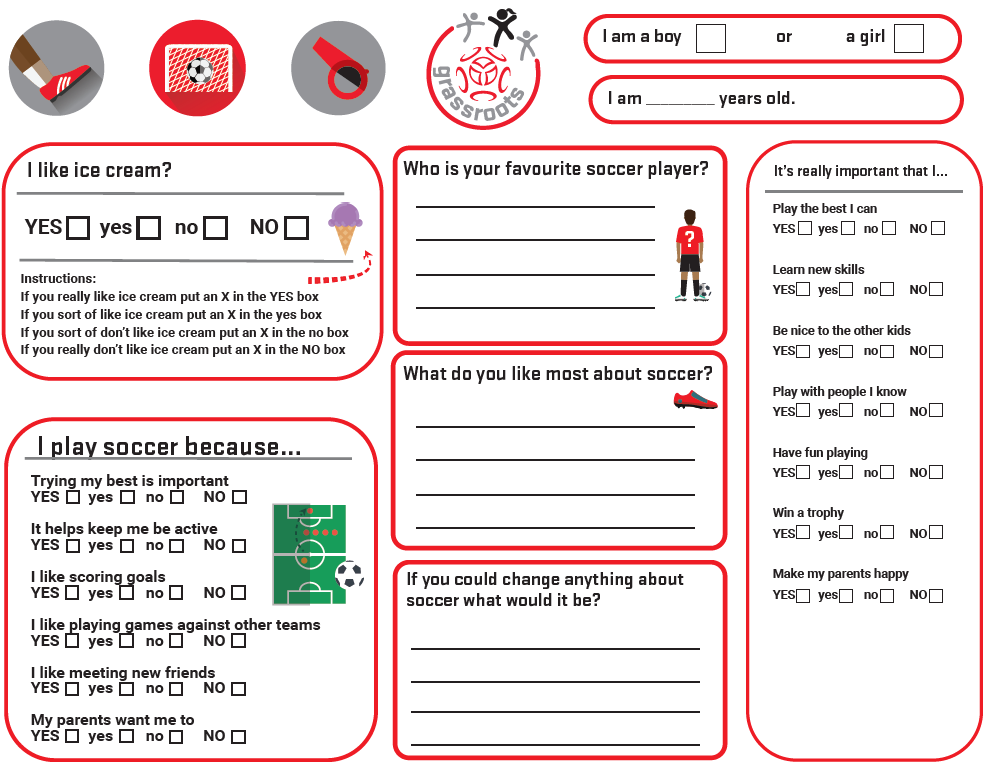 grassroots
I am a boy or a girl
I am ________ years old.
I like ice cream?
YES yes no NO
Instructions:
If you really like ice cream put an X in the YES box
If you sort of like ice cream put an X in the yes box
If you sort of don't like ice cream put an X in the no box
If you really don't like ice cream put an X in the NO box
I play soccer because...
Trying my best is important
YES yes no NO
It helps keep me be active
YES yes no NO
I like scoring goals
YES yes no NO
I like playing games against other teams
YES yes no NO
I like meeting new friends
YES yes no NO
My parents want me to
YES yes no NO
Who is your favourite soccer player?
?
What do you like most about soccer?
If you could change anything about
soccer what would it be?
It's really important that I...
Play the best I can
YES yes no NO
Learn new skills
YES yes no NO
Be nice to the other kids
YES yes no NO
Play with people I know
YES yes no NO
Have fun playing
YES yes no NO
Win a trophy
YES yes no NO
Make my parents happy
YES yes no NO